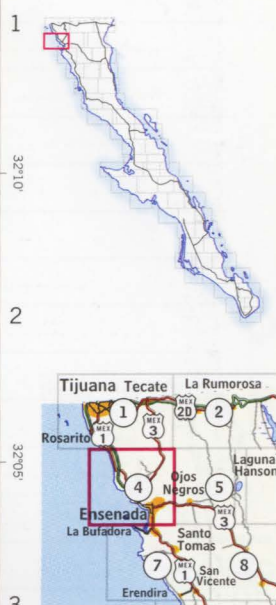 1
32°10'
2
Tijuana Tecate La Rumorosa
1
MEX 2D
2
Rosarito
MEX 1
MEX 3
32°05'
4
Ojos Negros
5
Laguna Hanson
Ensenada
MEX 3
La Bufadora
Santo Tomas
7
MEX 1
San Vicente
8
Erendira
3